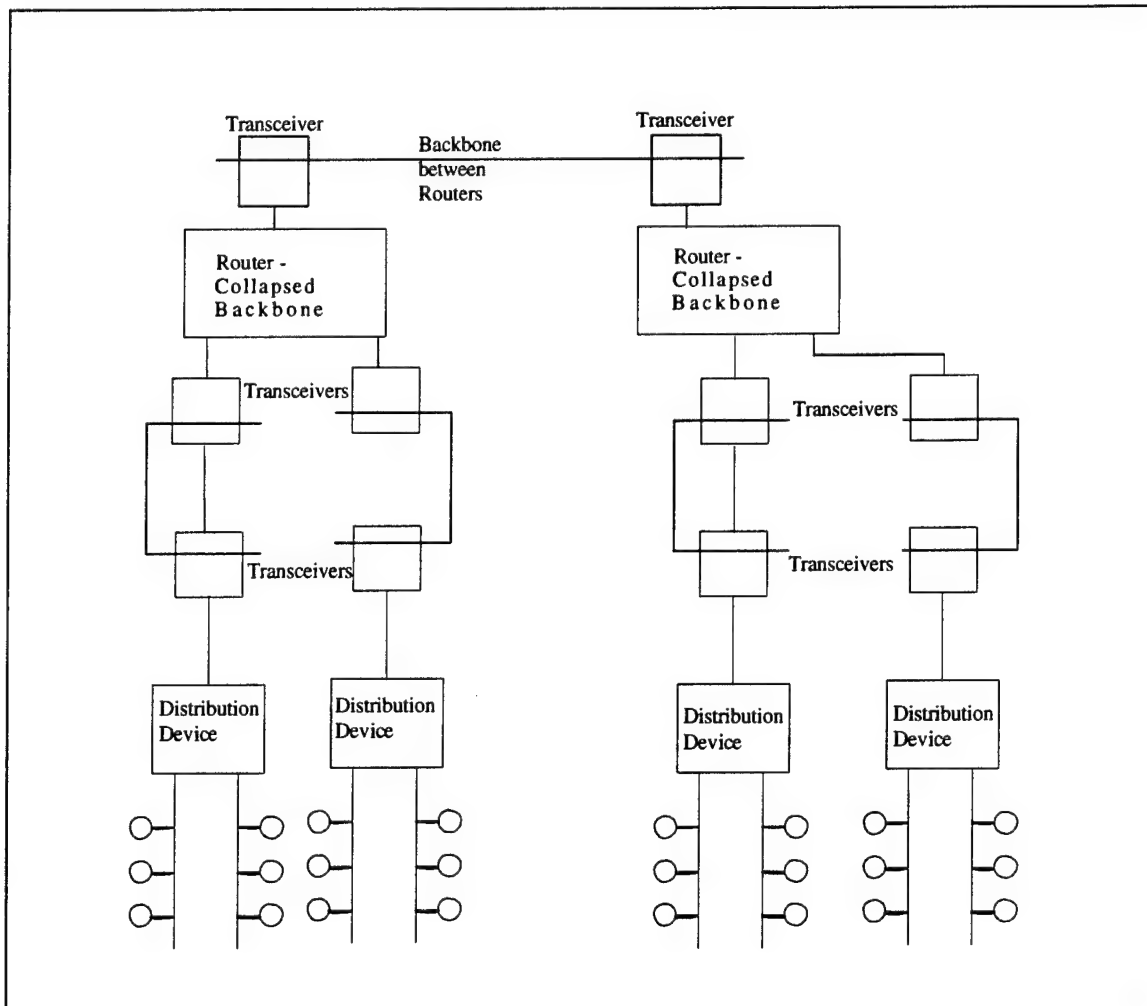 Transceiver
Transceiver
Backbone
between
Routers
Router -
Collapsed
Backbone
Router -
Collapsed
Backbone
Transceivers
Transceivers
Transceivers
Transceivers
Distribution
Device
Distribution
Device
Distribution
Device
Distribution
Device